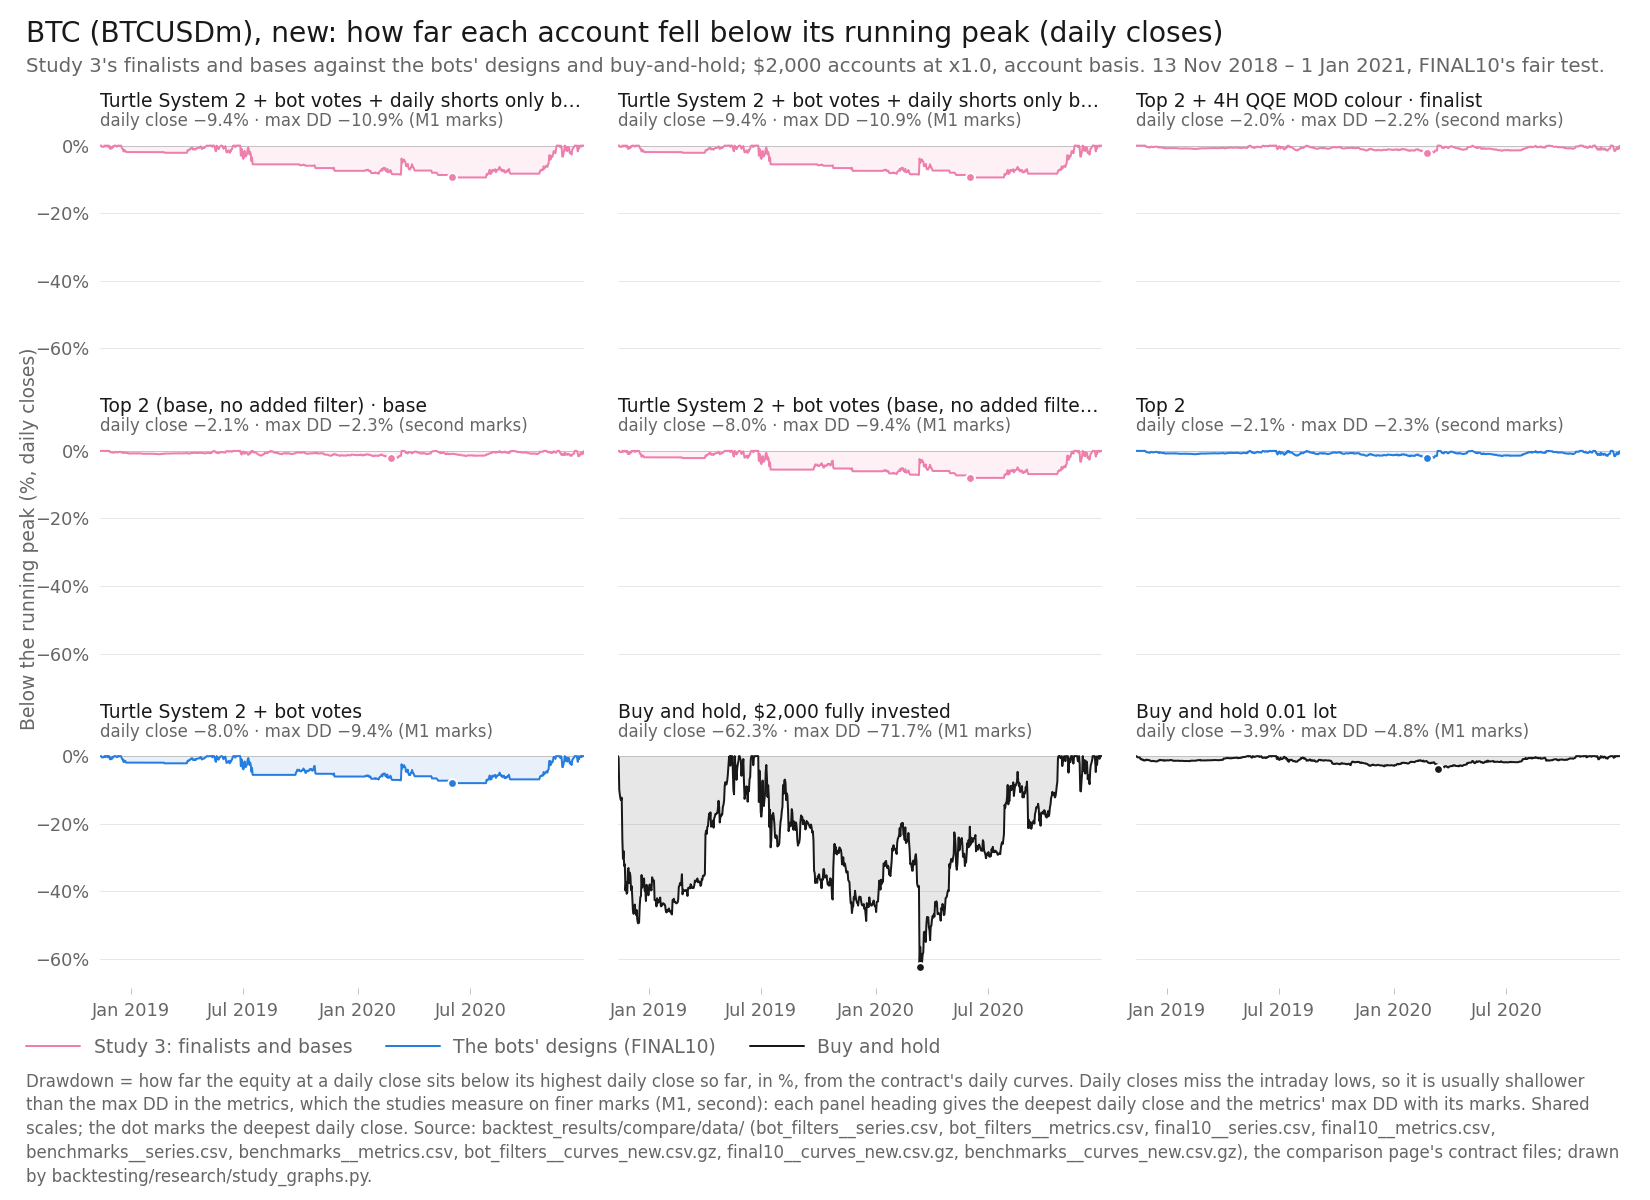 BTC (BTCUSDm), new: how far each account fell below its running peak (daily closes)
Study 3's finalists and bases against the bots' designs and buy-and-hold; $2,000 accounts at x1.0, account basis. 13 Nov 2018 – 1 Jan 2021, FINAL10's fair test.
Turtle System 2 + bot votes + daily shorts only b…
daily close −9.4% · max DD −10.9% (M1 marks)
Turtle System 2 + bot votes + daily shorts only b…
daily close −9.4% · max DD −10.9% (M1 marks)
Top 2 + 4H QQE MOD colour · finalist
daily close −2.0% · max DD −2.2% (second marks)
0%
−20%
−40%
−60%
Below the running peak (%, daily closes)
Top 2 (base, no added filter) · base
daily close −2.1% · max DD −2.3% (second marks)
Turtle System 2 + bot votes (base, no added filte…
daily close −8.0% · max DD −9.4% (M1 marks)
Top 2
daily close −2.1% · max DD −2.3% (second marks)
0%
−20%
−40%
−60%
Turtle System 2 + bot votes
daily close −8.0% · max DD −9.4% (M1 marks)
Buy and hold, $2,000 fully invested
daily close −62.3% · max DD −71.7% (M1 marks)
Buy and hold 0.01 lot
daily close −3.9% · max DD −4.8% (M1 marks)
0%
−20%
−40%
−60%
Jan 2019 Jul 2019 Jan 2020 Jul 2020
Jan 2019 Jul 2019 Jan 2020 Jul 2020
Jan 2019 Jul 2019 Jan 2020 Jul 2020
Study 3: finalists and bases
The bots' designs (FINAL10)
Buy and hold
Drawdown = how far the equity at a daily close sits below its highest daily close so far, in %, from the contract's daily curves. Daily closes miss the intraday lows, so it is usually shallower
than the max DD in the metrics, which the studies measure on finer marks (M1, second): each panel heading gives the deepest daily close and the metrics' max DD with its marks. Shared
scales; the dot marks the deepest daily close. Source: backtest_results/compare/data/ (bot_filters__series.csv, bot_filters__metrics.csv, final10__series.csv, final10__metrics.csv,
benchmarks__series.csv, benchmarks__metrics.csv, bot_filters__curves_new.csv.gz, final10__curves_new.csv.gz, benchmarks__curves_new.csv.gz), the comparison page's contract files; drawn
by backtesting/research/study_graphs.py.